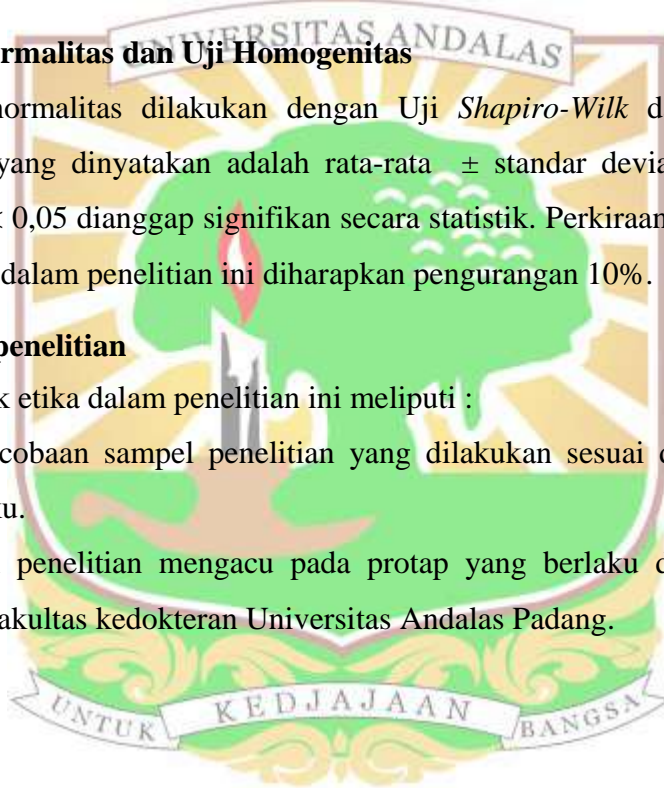 UNIVERSITAS ANDALAS
ormalitas dan Uji Homogenitas
normalitas dilakukan dengan Uji Shapiro-Wilk d
yang dinyatakan adalah rata-rata ± standar devia
< 0,05 dianggap signifikan secara statistik. Perkiraan
dalam penelitian ini diharapkan pengurangan 10%.
penelitian
k etika dalam penelitian ini meliputi :
cobaan sampel penelitian yang dilakukan sesuai d
ku.
penelitian mengacu pada protap yang berlaku d
akultas kedokteran Universitas Andalas Padang.
UNTUK KEDJAJAAN BANGSA